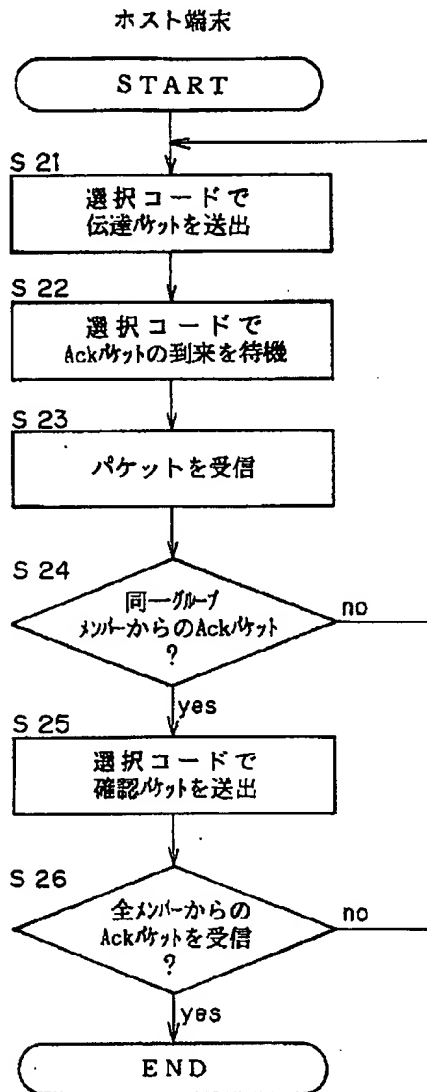 ホスト端末
START
S 21
選択コードで
伝達パケットを送出
S 22
選択コードで
Ackパケットの到来を待機
S 23
パケットを受信
S 24
同一グループ
メンバーからのAckパケット
?
no
yes
S 25
選択コードで
確認パケットを送出
S 26
全メンバーからの
Ackパケットを受信
?
no
yes
END